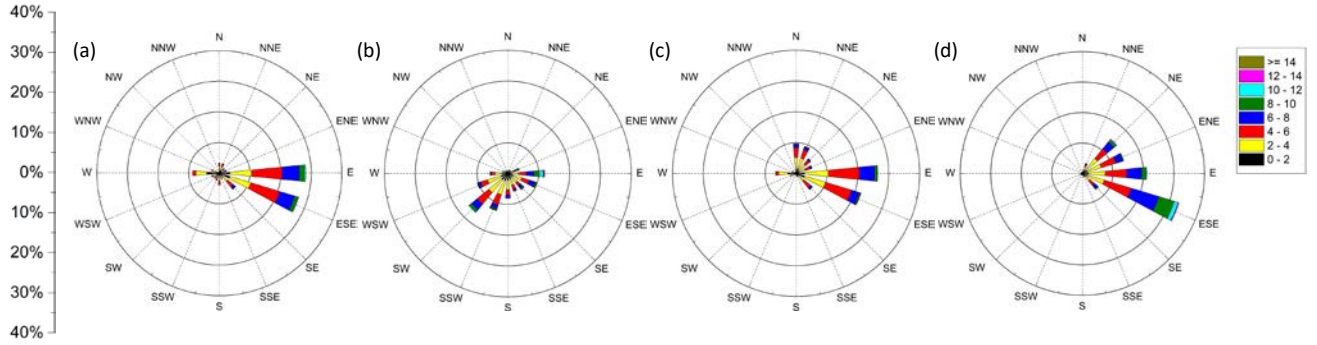 40%
30%
20%
10%
0%
10%
20%
30%
40%
(a)
N
NNE
NE
ENE
E
ESE
SE
SSE
S
SSW
SW
WSW
W
WNW
NW
NNW
(b)
N
NNE
NE
ENE
E
ESE
SE
SSE
S
SSW
SW
WSW
W
WNW
NW
NNW
(c)
N
NNE
NE
ENE
E
ESE
SE
SSE
S
SSW
SW
WSW
W
WNW
NW
NNW
(d)
N
NNE
NE
ENE
E
ESE
SE
SSE
S
SSW
SW
WSW
W
WNW
NW
NNW
>= 14
12 - 14
10 - 12
8 - 10
6 - 8
4 - 6
2 - 4
0 - 2